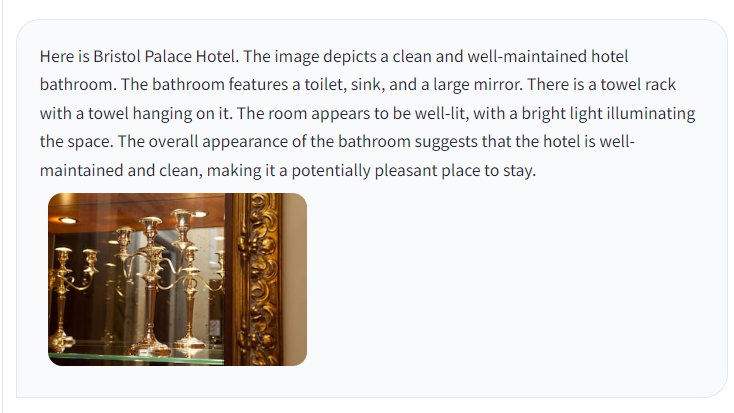 Here is Bristol Palace Hotel. The image depicts a clean and well-maintained hotel
bathroom. The bathroom features a toilet, sink, and a large mirror. There is a towel rack
with a towel hanging on it. The room appears to be well-lit, with a bright light illuminating
the space. The overall appearance of the bathroom suggests that the hotel is well-
maintained and clean, making it a potentially pleasant place to stay.